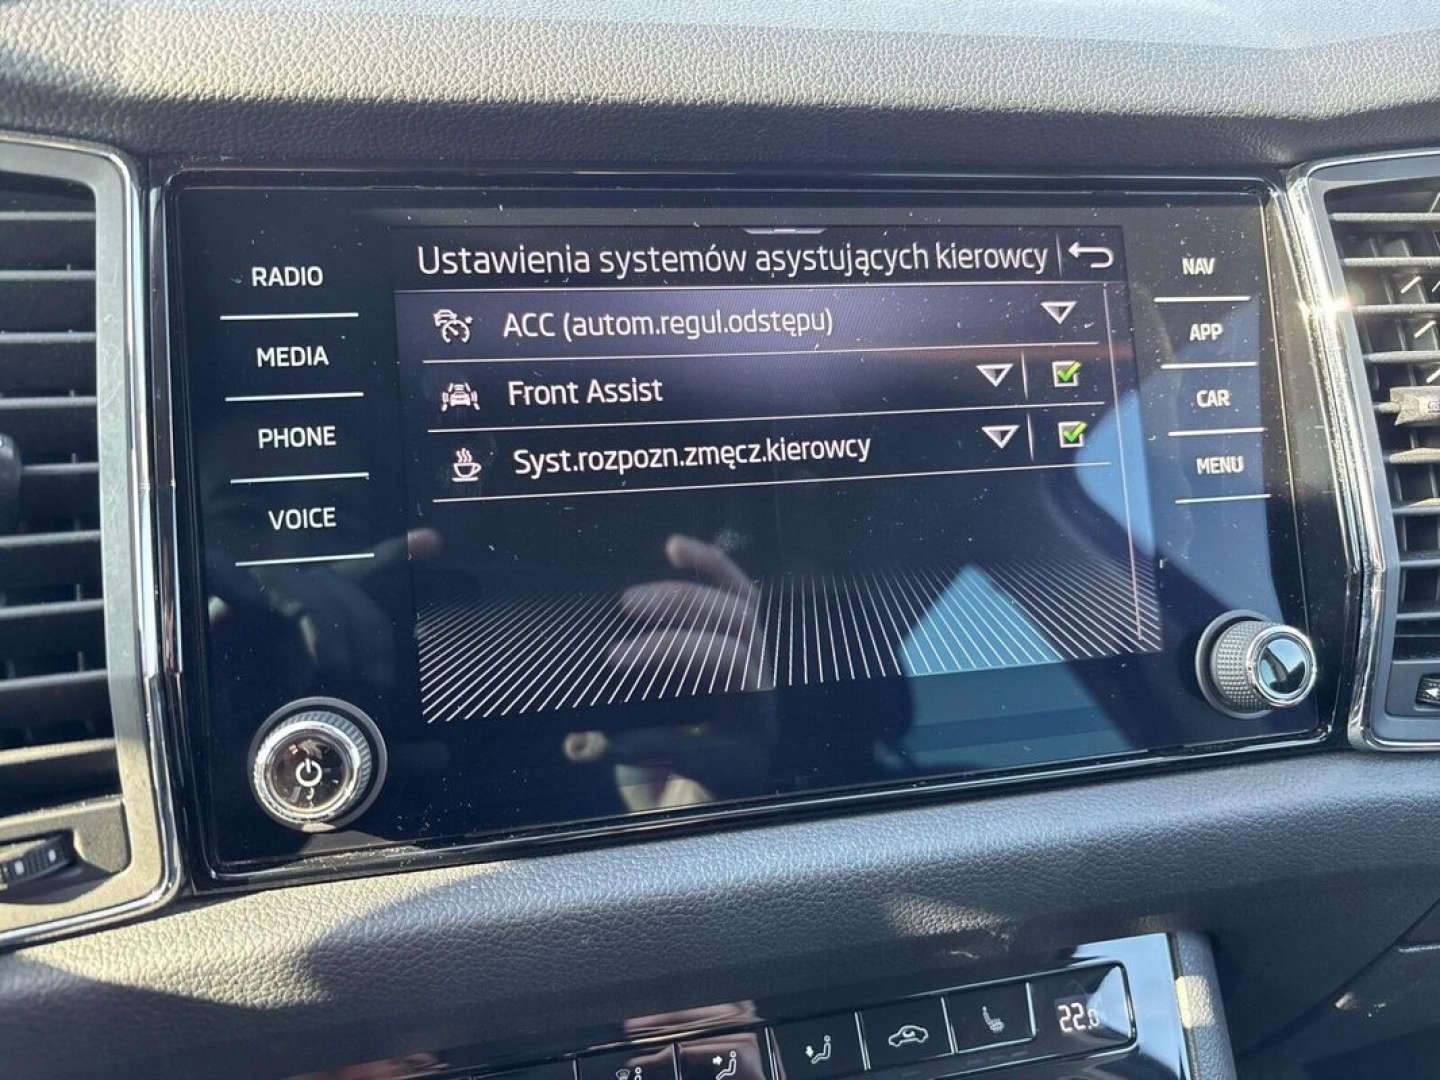 Ustawienia systemów asystujących kierowcy
RADIO
MEDIA
PHONE
VOICE
ACC (autom.regul.odstępu)
Front Assist
Syst.rozpozn.zmęcz.kierowcy
NAV
APP
CAR
MENU
22.0